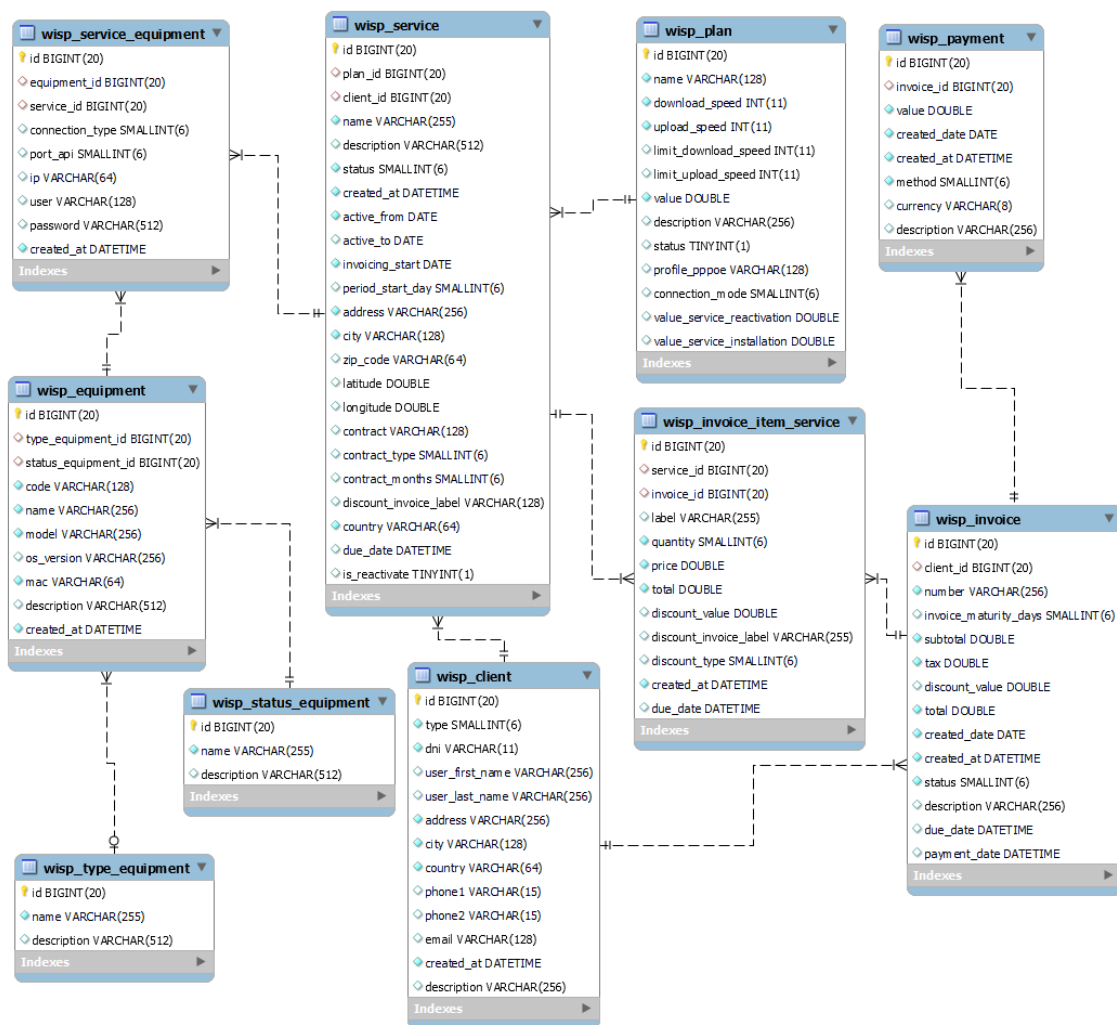 wisp_service_equipment
id BIGINT(20)
equipment_id BIGINT(20)
service_id BIGINT(20)
connection_type SMALLINT(6)
port_api SMALLINT(6)
ip VARCHAR(64)
user VARCHAR(128)
password VARCHAR(512)
created_at DATETIME
Indexes
wisp_service
id BIGINT(20)
plan_id BIGINT(20)
client_id BIGINT(20)
name VARCHAR(255)
description VARCHAR(512)
status SMALLINT(6)
created_at DATETIME
active_from DATE
active_to DATE
invoicing_start DATE
period_start_day SMALLINT(6)
address VARCHAR(256)
city VARCHAR(128)
zip_code VARCHAR(64)
latitude DOUBLE
longitude DOUBLE
contract VARCHAR(128)
contract_type SMALLINT(6)
contract_months SMALLINT(6)
discount_invoice_label VARCHAR(128)
country VARCHAR(64)
due_date DATETIME
is_reactivate TINYINT(1)
Indexes
wisp_plan
id BIGINT(20)
name VARCHAR(128)
download_speed INT(11)
upload_speed INT(11)
limit_download_speed INT(11)
limit_upload_speed INT(11)
value DOUBLE
description VARCHAR(256)
status TINYINT(1)
profile_pppoe VARCHAR(128)
connection_mode SMALLINT(6)
value_service_reactivation DOUBLE
value_service_installation DOUBLE
Indexes
wisp_payment
id BIGINT(20)
invoice_id BIGINT(20)
value DOUBLE
created_date DATE
created_at DATETIME
method SMALLINT(6)
currency VARCHAR(8)
description VARCHAR(256)
Indexes
wisp_equipment
id BIGINT(20)
type_equipment_id BIGINT(20)
status_equipment_id BIGINT(20)
code VARCHAR(128)
name VARCHAR(256)
model VARCHAR(256)
os_version VARCHAR(256)
mac VARCHAR(64)
description VARCHAR(512)
created_at DATETIME
Indexes
wisp_invoice_item_service
id BIGINT(20)
service_id BIGINT(20)
invoice_id BIGINT(20)
label VARCHAR(255)
quantity SMALLINT(6)
price DOUBLE
total DOUBLE
discount_value DOUBLE
discount_invoice_label VARCHAR(255)
discount_type SMALLINT(6)
created_at DATETIME
due_date DATETIME
Indexes
wisp_invoice
id BIGINT(20)
client_id BIGINT(20)
number VARCHAR(256)
invoice_maturity_days SMALLINT(6)
subtotal DOUBLE
tax DOUBLE
discount_value DOUBLE
total DOUBLE
created_date DATE
created_at DATETIME
status SMALLINT(6)
description VARCHAR(256)
due_date DATETIME
payment_date DATETIME
Indexes
wisp_status_equipment
id BIGINT(20)
name VARCHAR(255)
description VARCHAR(512)
Indexes
wisp_client
id BIGINT(20)
type SMALLINT(6)
dni VARCHAR(11)
user_first_name VARCHAR(256)
user_last_name VARCHAR(256)
address VARCHAR(256)
city VARCHAR(128)
country VARCHAR(64)
phone1 VARCHAR(15)
phone2 VARCHAR(15)
email VARCHAR(128)
created_at DATETIME
description VARCHAR(256)
Indexes
wisp_type_equipment
id BIGINT(20)
name VARCHAR(255)
description VARCHAR(512)
Indexes